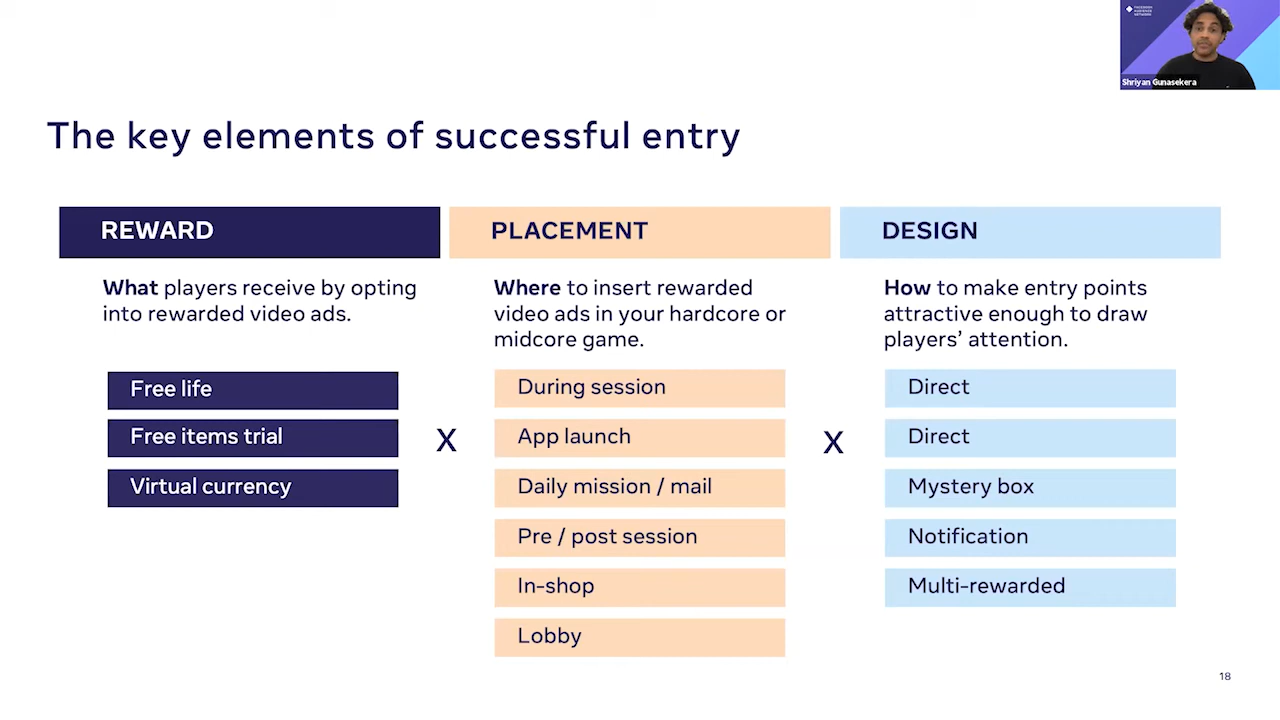 FACEBOOK
AUDIENCE
NETWORK
Shriyan Gunasekera
The key elements of successful entry
REWARD
What players receive by opting
into rewarded video ads.
Free life
Free items trial
Virtual currency
X
PLACEMENT
Where to insert rewarded
video ads in your hardcore or
midcore game.
During session
App launch
Daily mission / mail
Pre / post session
In-shop
Lobby
X
DESIGN
How to make entry points
attractive enough to draw
players’ attention.
Direct
Direct
Mystery box
Notification
Multi-rewarded
18